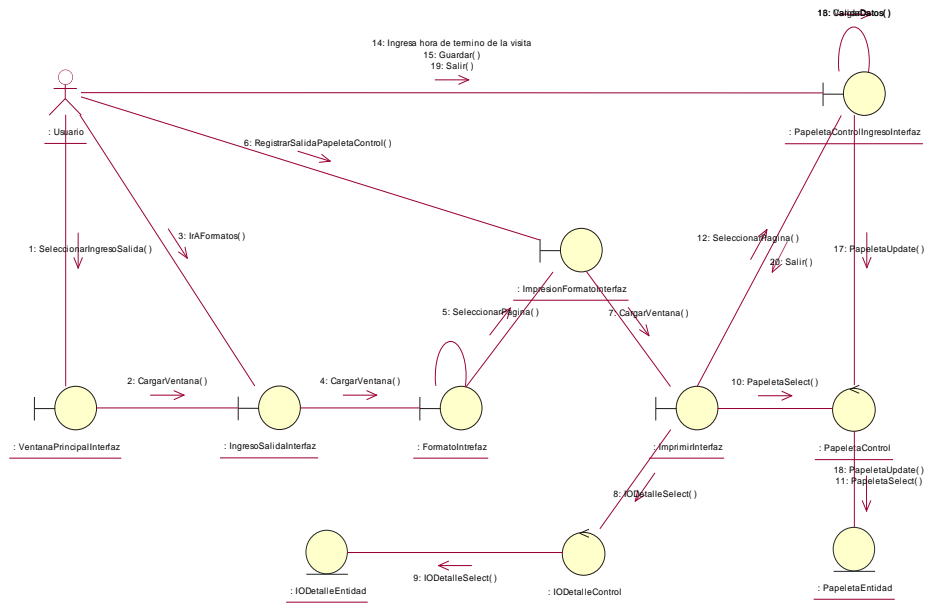 14: Ingresa hora de termino de la visita
15: Guardar( )
19: Salir( )
: Usuario
: PapeletaControlIngresoInterfaz
6: RegistrarSalidaPapeletaControl( )
1: SeleccionarIngresoSalida( )
3: IrAFormatos( )
12: SeleccionarPagina( )
20: Salir( )
17: PapeletaUpdate( )
: ImpresionFormatoInterfaz
5: SeleccionarPagina( )
7: CargarVentana( )
2: CargarVentana( )
4: CargarVentana( )
10: PapeletaSelect( )
: VentanaPrincipalInterfaz
: IngresoSalidaInterfaz
: FormatoIntrefaz
: ImprimirInterfaz
: PapeletaControl
18: PapeletaUpdate( )
11: PapeletaSelect( )
8: IODetalleSelect( )
9: IODetalleSelect( )
: IODetalleEntidad
: IODetalleControl
: PapeletaEntidad